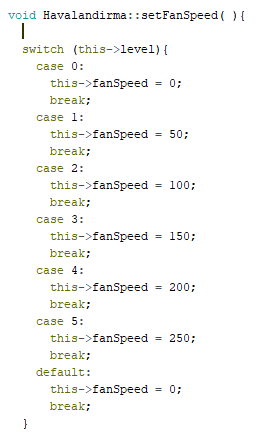 void Havalandirma::setFanSpeed( ){
switch (this->level){
case 0:
this->fanSpeed = 0;
break;
case 1:
this->fanSpeed = 50;
break;
case 2:
this->fanSpeed = 100;
break;
case 3:
this->fanSpeed = 150;
break;
case 4:
this->fanSpeed = 200;
break;
case 5:
this->fanSpeed = 250;
break;
default:
this->fanSpeed = 0;
break;
}